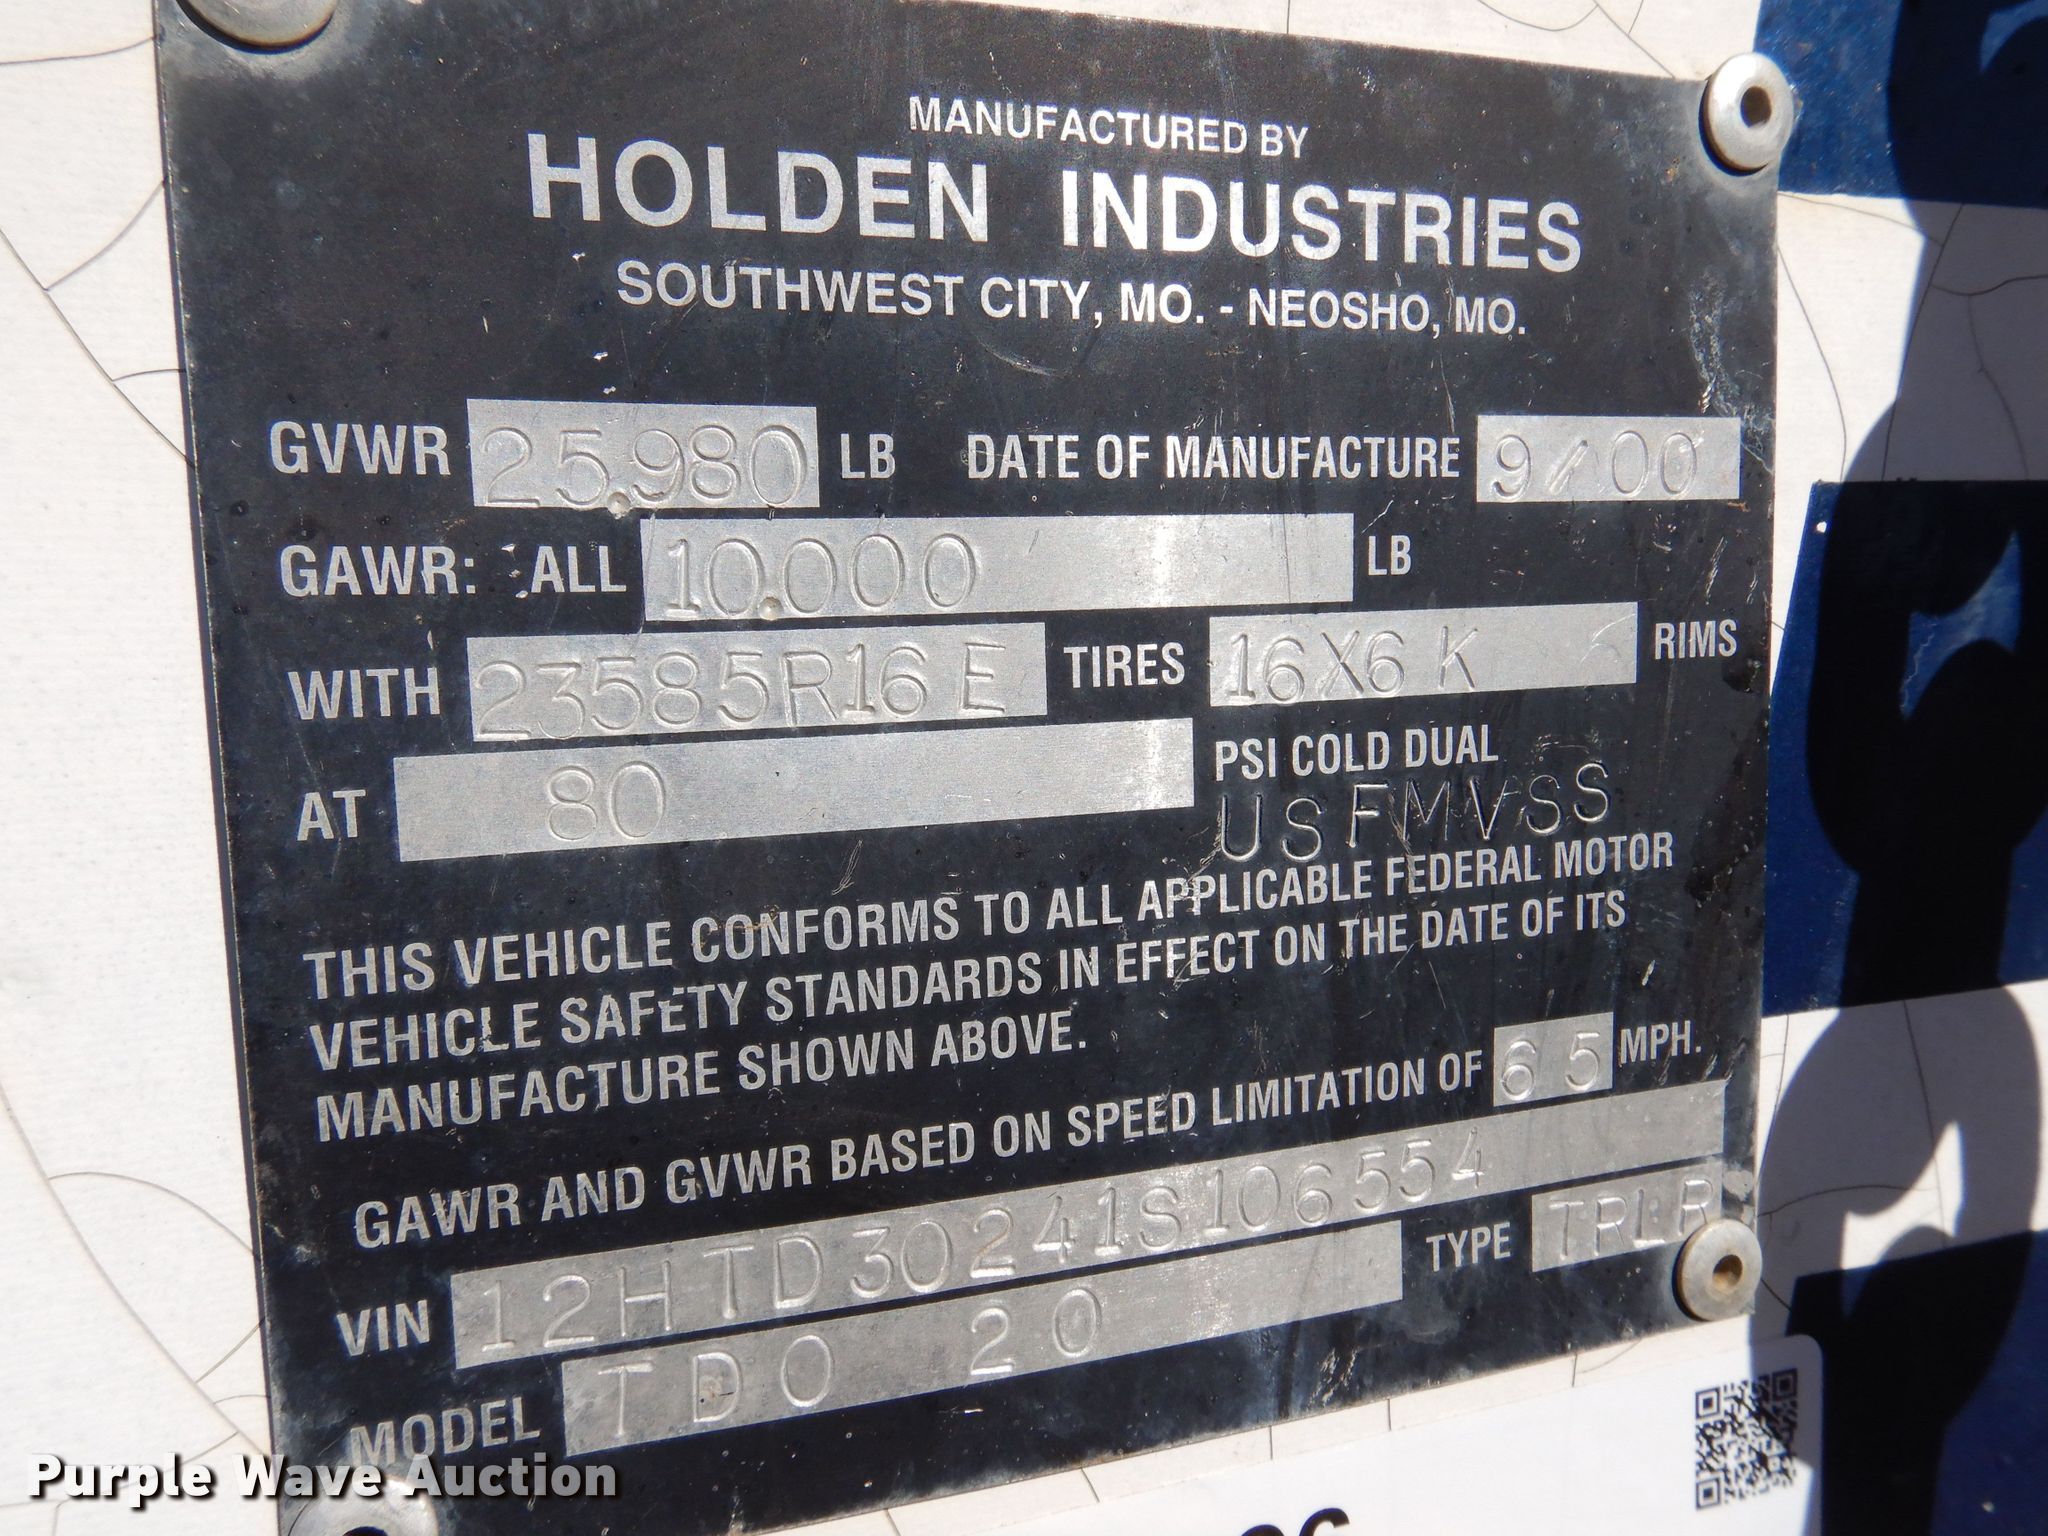 MANUFACTURED BY
HOLDEN INDUSTRIES
SOUTHWEST CITY, MO. - NEOSHO, MO.
GVWR 25,980 LB DATE OF MANUFACTURE 9/00
GAWR: ALL 10,000 LB
WITH 23585R16 E TIRES 16X6 K RIMS
AT 80 PSI COLD DUAL
USFMVSS
THIS VEHICLE CONFORMS TO ALL APPLICABLE FEDERAL MOTOR
VEHICLE SAFETY STANDARDS IN EFFECT ON THE DATE OF ITS
MANUFACTURE SHOWN ABOVE.
GAWR AND GVWR BASED ON SPEED LIMITATION OF 65 MPH.
VIN 12HTD30241S106554
MODEL TDO 20 TYPE TRLR
Purple Wave Auction